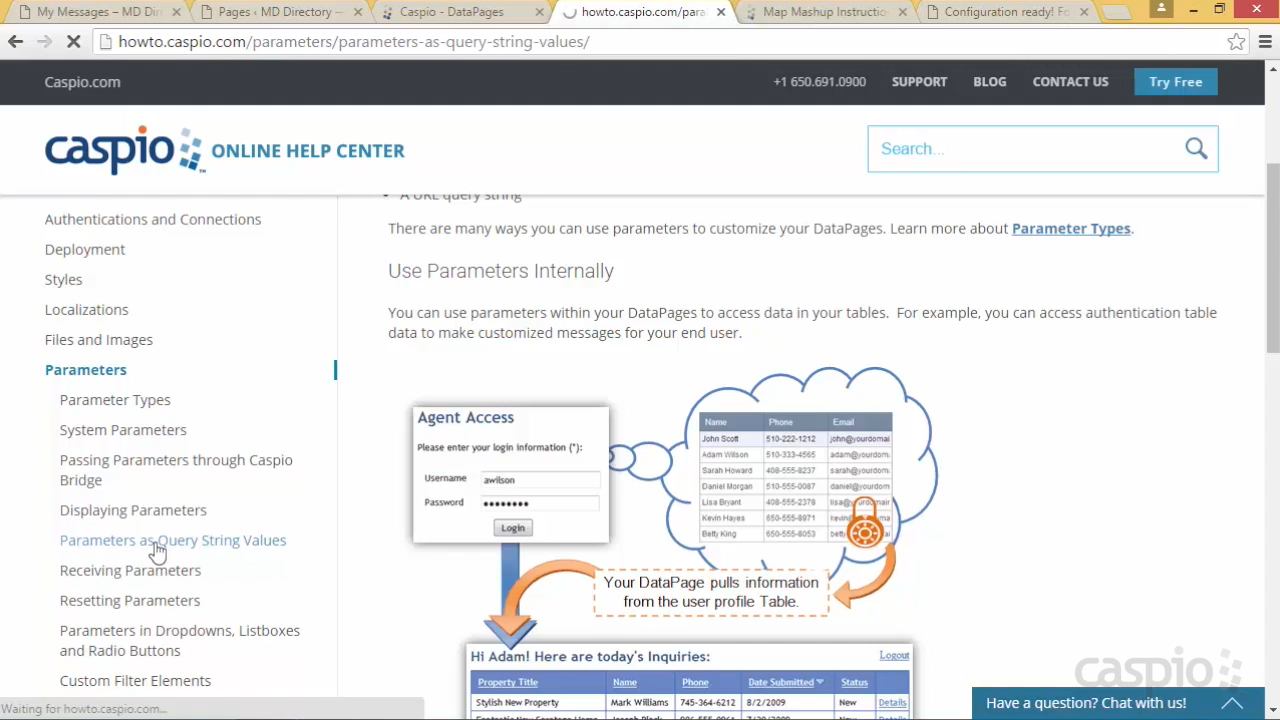 My Messages – MD Directory
Pages ‹ MD Directory —
Caspio - DataPages
howto.caspio.com/para
Map Mashup Instructio
Configuration ready! Fo
howto.caspio.com/parameters/parameters-as-query-string-values/
Caspio.com
+1 650.691.0900
SUPPORT
BLOG
CONTACT US
Try Free
caspio
ONLINE HELP CENTER
Search...
Authentications and Connections
Deployment
Styles
Localizations
Files and Images
Parameters
Parameter Types
System Parameters
Passing Parameters through Caspio
Bridge
Displaying Parameters
Parameters as Query String Values
Receiving Parameters
Resetting Parameters
Parameters in Dropdowns, Listboxes
and Radio Buttons
Custom Filter Elements
A URL query string
There are many ways you can use parameters to customize your DataPages. Learn more about Parameter Types.
Use Parameters Internally
You can use parameters within your DataPages to access data in your tables.  For example, you can access authentication table
data to make customized messages for your end user.
Agent Access
Please enter your login information (*):
Username awilson
Password ••••••••
Login
Name Phone Email
John Scott 510-222-1212 john@yourdomai
Adam Wilson 510-333-4565 adam@yourdom
Sarah Howard 408-555-8237 sarah@yourdom
Daniel Morgan 510-555-0087 daniel@yourdom
Lisa Bryant 408-555-2378
Kevin Hayes 650-555-8971
Betty King 650-555-8053
Your DataPage pulls information
from the user profile Table.
Hi Adam! Here are today's Inquiries:
Logout
Property Title Name Phone Date Submitted Status
Stylish New Property Mark Williams 745-364-6212 8/2/2009 New Details
caspio
Have a question? Chat with us!
Waiting for howto.caspio.com...